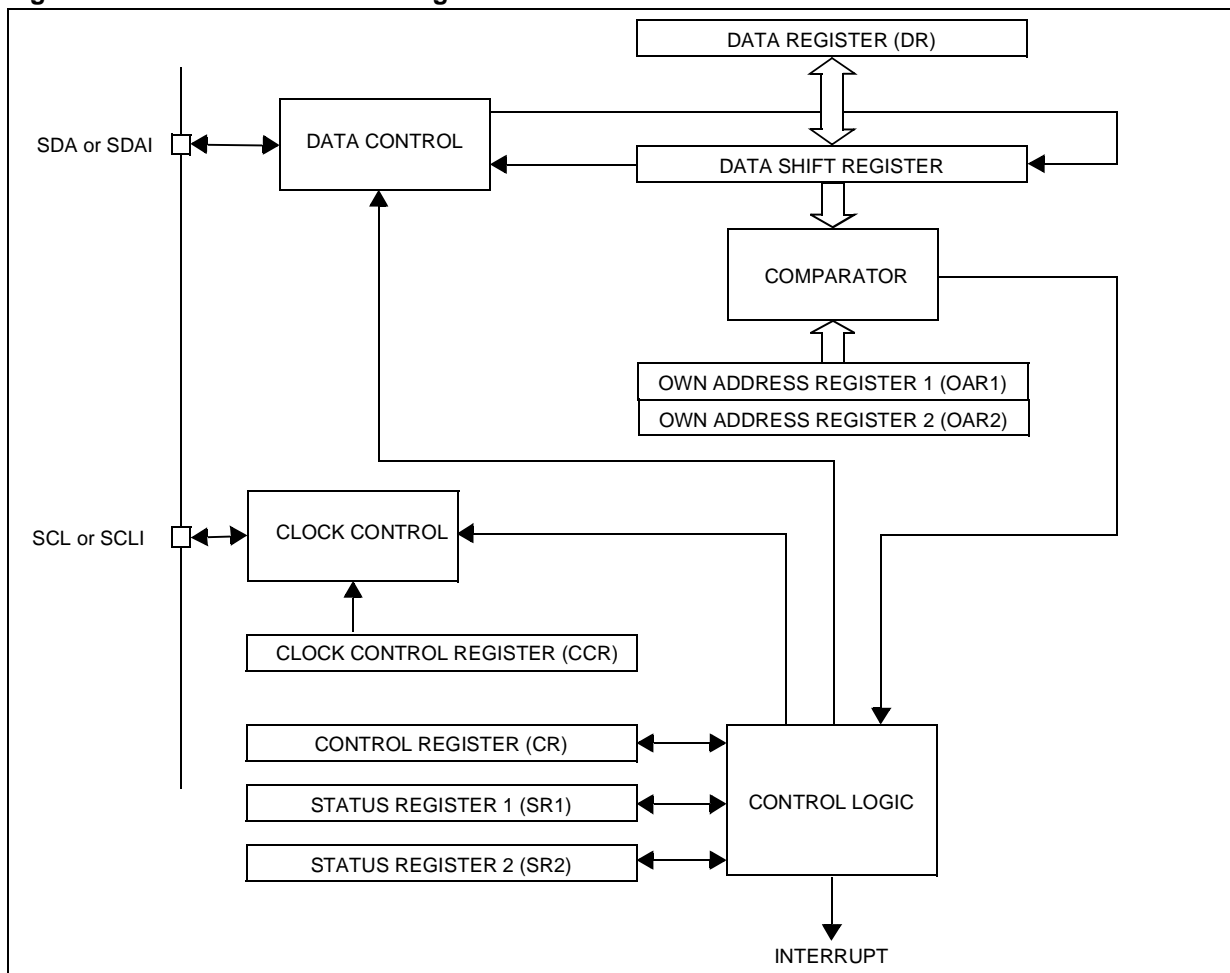 DATA REGISTER (DR)
SDA or SDAI
DATA CONTROL
DATA SHIFT REGISTER
COMPARATOR
OWN ADDRESS REGISTER 1 (OAR1)
OWN ADDRESS REGISTER 2 (OAR2)
SCL or SCLI
CLOCK CONTROL
CLOCK CONTROL REGISTER (CCR)
CONTROL REGISTER (CR)
STATUS REGISTER 1 (SR1)
CONTROL LOGIC
STATUS REGISTER 2 (SR2)
INTERRUPT